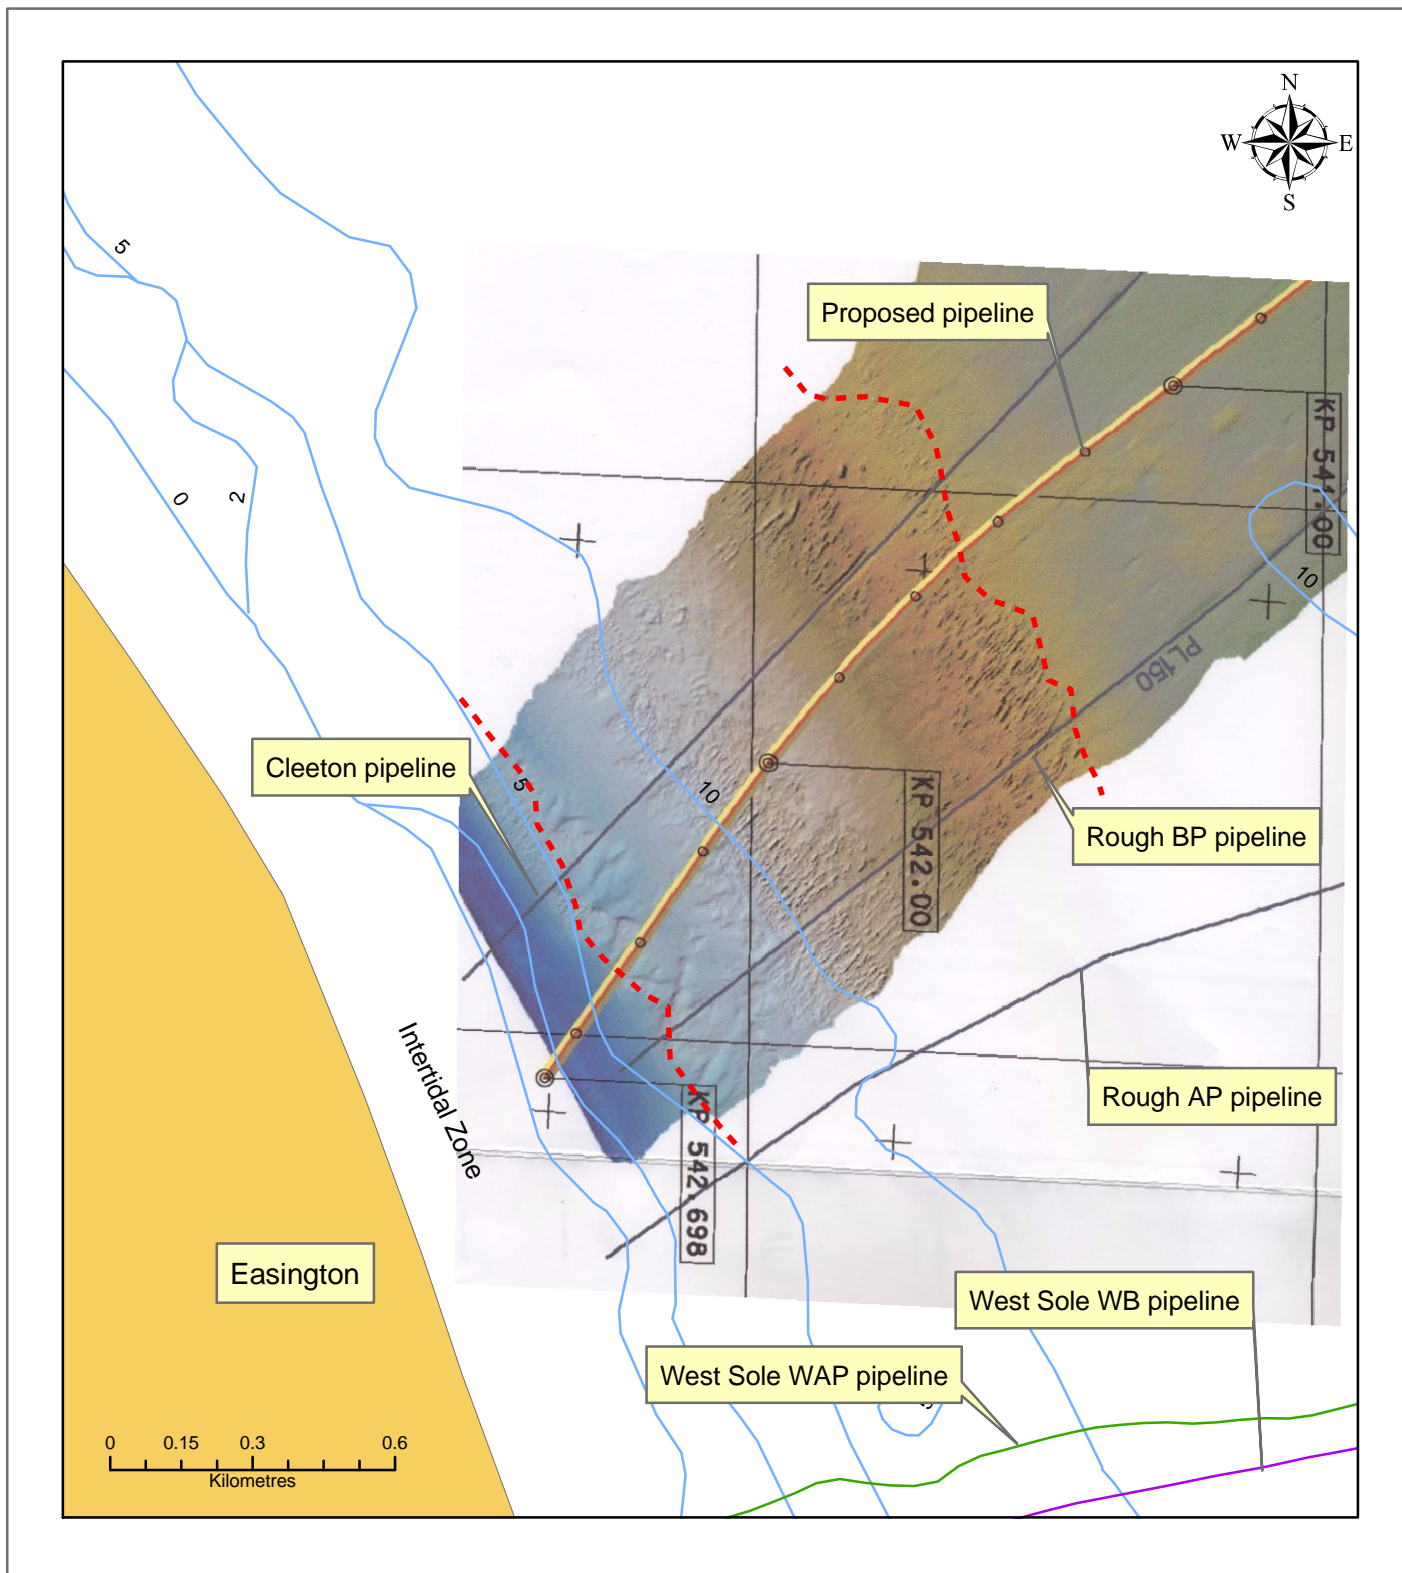 N
W E
S
5
Proposed pipeline
KP 541.00
0
2
10
PL150
Cleeton pipeline
5
10
KP 542.00
Rough BP pipeline
Intertidal Zone
Rough AP pipeline
KP 542.698
Easington
West Sole WB pipeline
West Sole WAP pipeline
0 0.15 0.3 0.6
Kilometres